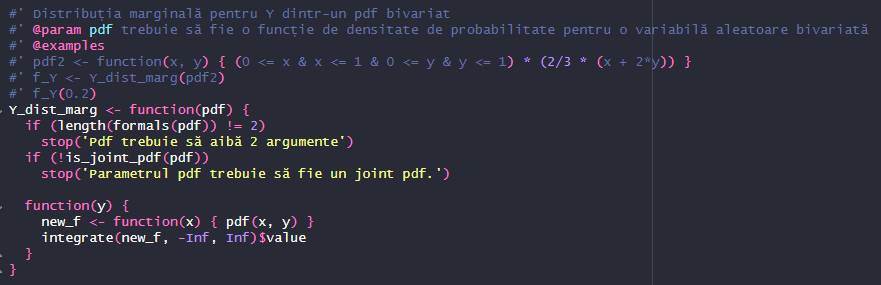 #' Distribuția marginală pentru Y dintr-un pdf bivariat
#' @param pdf trebuie să fie o funcție de densitate de probabilitate pentru o variabilă aleatoare bivariată
#' @examples
#' pdf2 <- function(x, y) { (0 <= x & x <= 1 & 0 <= y & y <= 1) * (2/3 * (x + 2*y)) }
#' f_Y <- Y_dist_marg(pdf2)
#' f_Y(0.2)
Y_dist_marg <- function(pdf) {
  if (length(formals(pdf)) != 2)
    stop('Pdf trebuie să aibă 2 argumente')
  if (!is_joint_pdf(pdf))
    stop('Parametrul pdf trebuie să fie un joint pdf.')

  function(y) {
    new_f <- function(x) { pdf(x, y) }
    integrate(new_f, -Inf, Inf)$value
  }
}